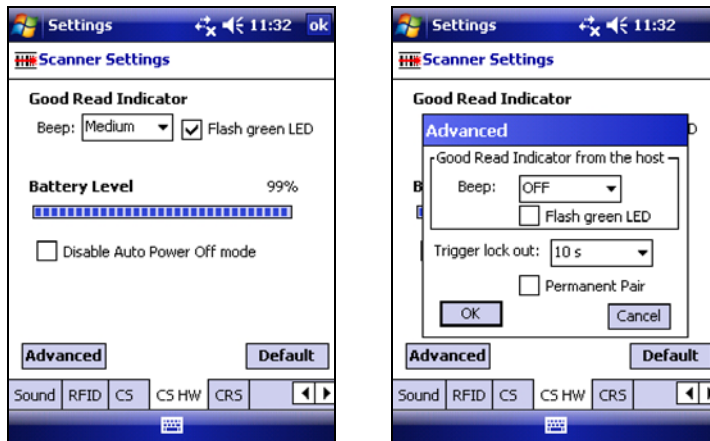 Settings 11:32 ok
Scanner Settings
Good Read Indicator
Beep: Medium Flash green LED
Battery Level 99%
Disable Auto Power Off mode
Advanced Default
Sound RFID CS CS HW CRS
Settings 11:32
Scanner Settings
Good Read Indicator
D
Advanced
Good Read Indicator from the host
B
Beep: OFF
Flash green LED
Trigger lock out: 10 s
Permanent Pair
OK Cancel
Advanced Default
Sound RFID CS CS HW CRS